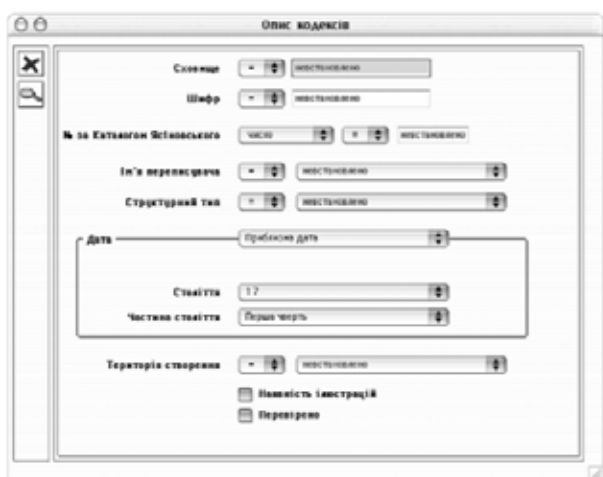 Опис кодексів
Сховище = невстановлено
Шифр = невстановлено
№ за Каталогом Ясіновського число = невстановлено
Ім'я переписувача = невстановлено
Структурний тип = невстановлено
Дата Приблизна дата
Століття 17
Частина століття Перша чверть
Територія створення = невстановлено
Наявність ілюстрацій
Перевірено